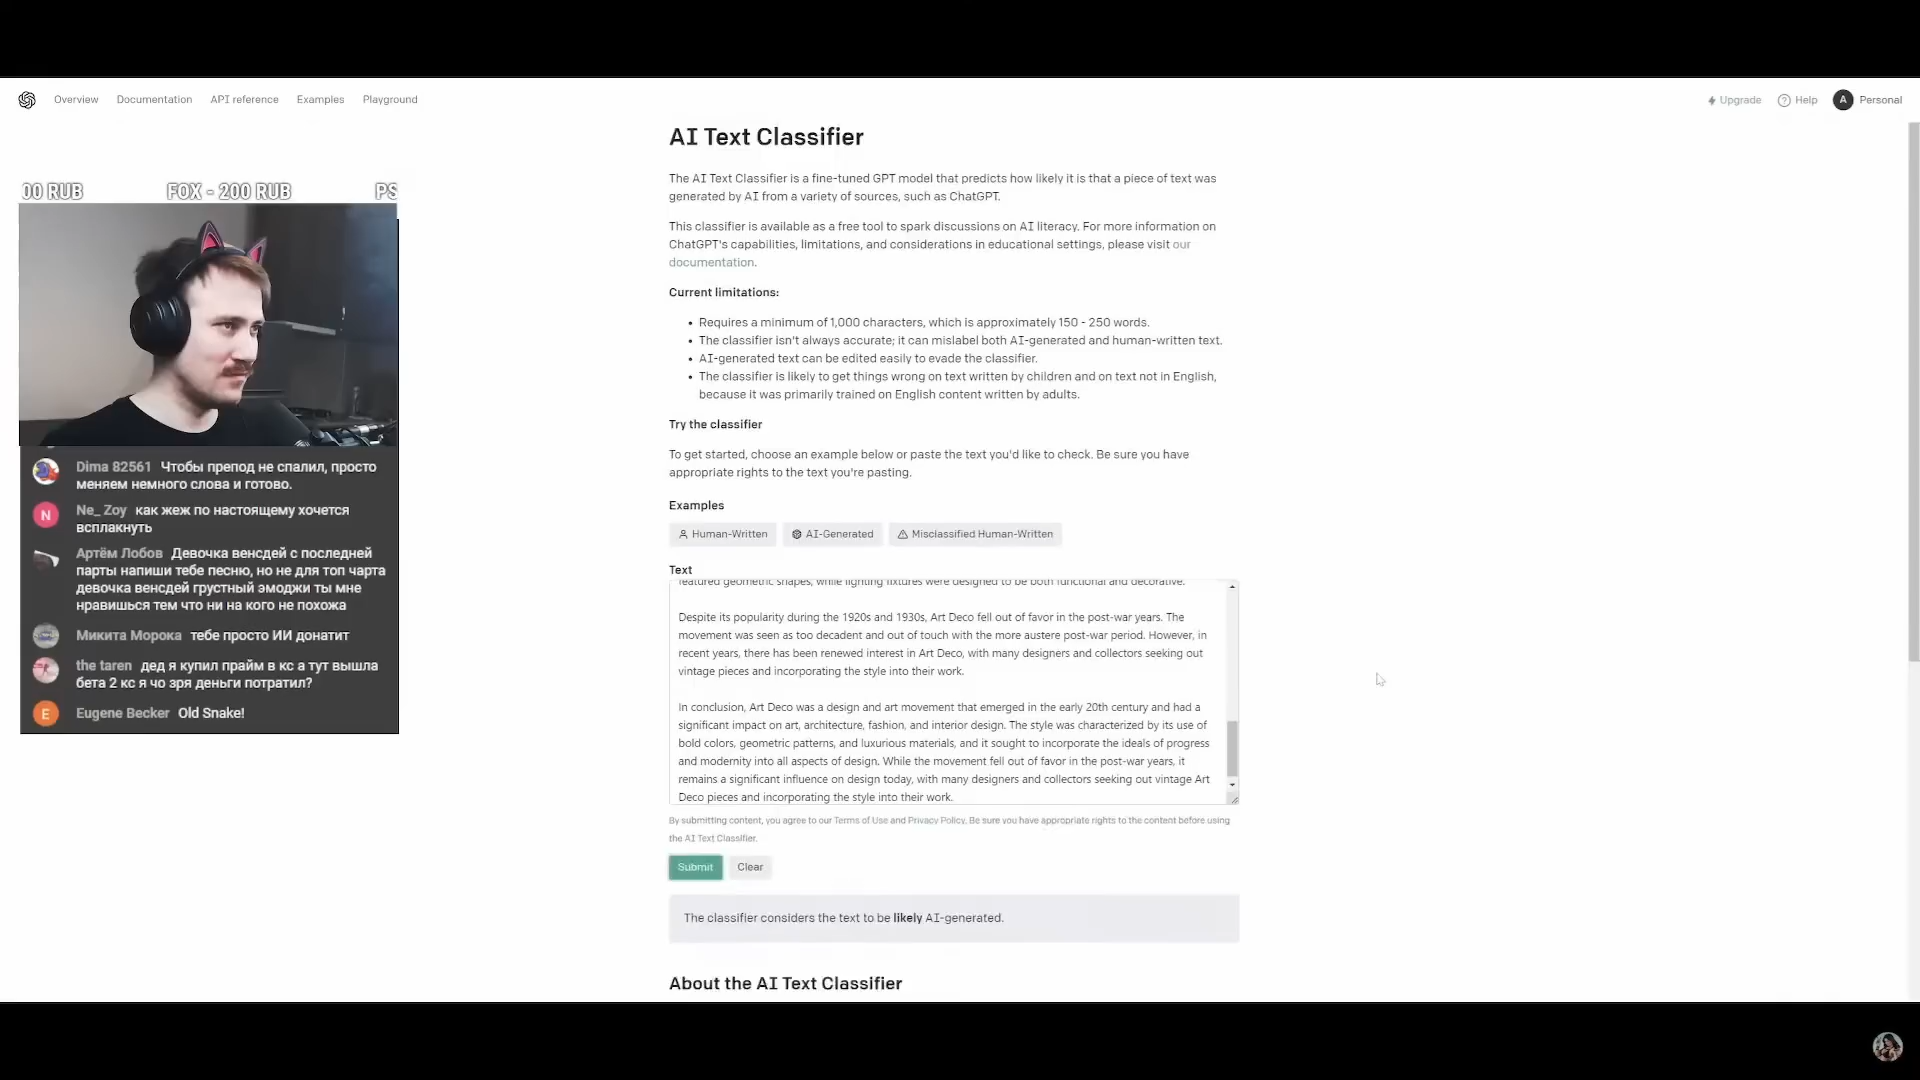 Overview Documentation API reference Examples Playground
Upgrade Help A Personal
AI Text Classifier
The AI Text Classifier is a fine-tuned GPT model that predicts how likely it is that a piece of text was
generated by AI from a variety of sources, such as ChatGPT.
This classifier is available as a free tool to spark discussions on AI literacy. For more information on
ChatGPT's capabilities, limitations, and considerations in educational settings, please visit our
documentation.
Current limitations:
• Requires a minimum of 1,000 characters, which is approximately 150 - 250 words.
• The classifier isn't always accurate; it can mislabel both AI-generated and human-written text.
• AI-generated text can be edited easily to evade the classifier.
• The classifier is likely to get things wrong on text written by children and on text not in English,
because it was primarily trained on English content written by adults.
Try the classifier
To get started, choose an example below or paste the text you'd like to check. Be sure you have
appropriate rights to the text you're pasting.
Examples
Human-Written AI-Generated Misclassified Human-Written
Text
featured geometric shapes, while lighting fixtures were designed to be both functional and decorative.
Despite its popularity during the 1920s and 1930s, Art Deco fell out of favor in the post-war years. The
movement was seen as too decadent and out of touch with the more austere post-war period. However, in
recent years, there has been renewed interest in Art Deco, with many designers and collectors seeking out
vintage pieces and incorporating the style into their work.
In conclusion, Art Deco was a design and art movement that emerged in the early 20th century and had a
significant impact on art, architecture, fashion, and interior design. The style was characterized by its use of
bold colors, geometric patterns, and luxurious materials, and it sought to incorporate the ideals of progress
and modernity into all aspects of design. While the movement fell out of favor in the post-war years, it
remains a significant influence on design today, with many designers and collectors seeking out vintage Art
Deco pieces and incorporating the style into their work.
By submitting content, you agree to our Terms of Use and Privacy Policy. Be sure you have appropriate rights to the content before using
the AI Text Classifier.
Submit Clear
The classifier considers the text to be likely AI-generated.
About the AI Text Classifier
00 RUB FOX - 200 RUB PS
Dima 82561 Чтобы препод не спалил, просто
меняем немного слова и готово.
N Ne_ Zoy как жеж по настоящему хочется
всплакнуть
Артём Лобов Девочка венсдей с последней
парты напиши тебе песню, но не для топ чарта
девочка венсдей грустный эмоджи ты мне
нравишься тем что ни на кого не похожа
Микита Морока тебе просто ИИ донатит
the taren дед я купил прайм в кс а тут вышла
бета 2 кс я чо зря деньги потратил?
E Eugene Becker Old Snake!